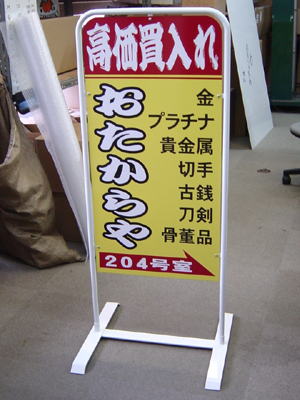 高価買入れ
おたからや
金
プラチナ
貴金属
切手
古銭
刀剣
骨董品
204号室